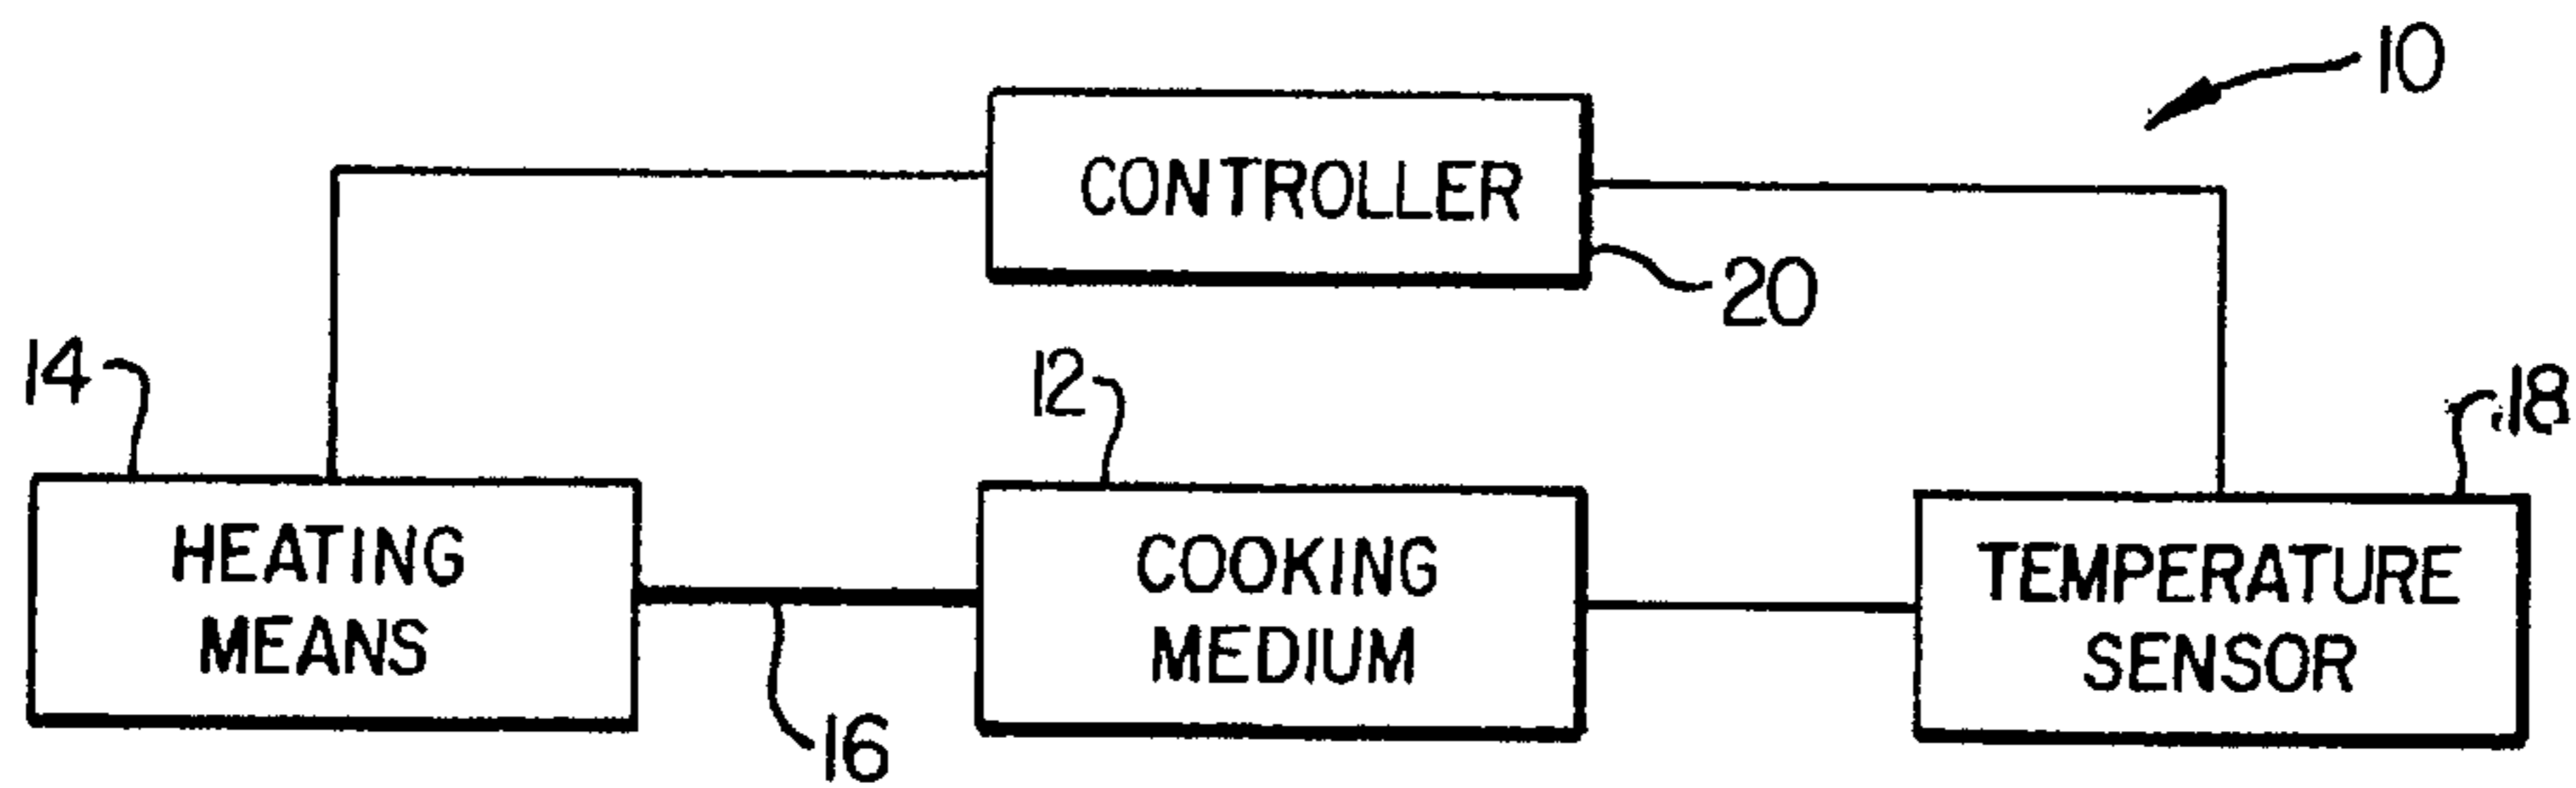 10
CONTROLLER
20
14
12
18
HEATING
MEANS
COOKING
MEDIUM
TEMPERATURE
SENSOR
16